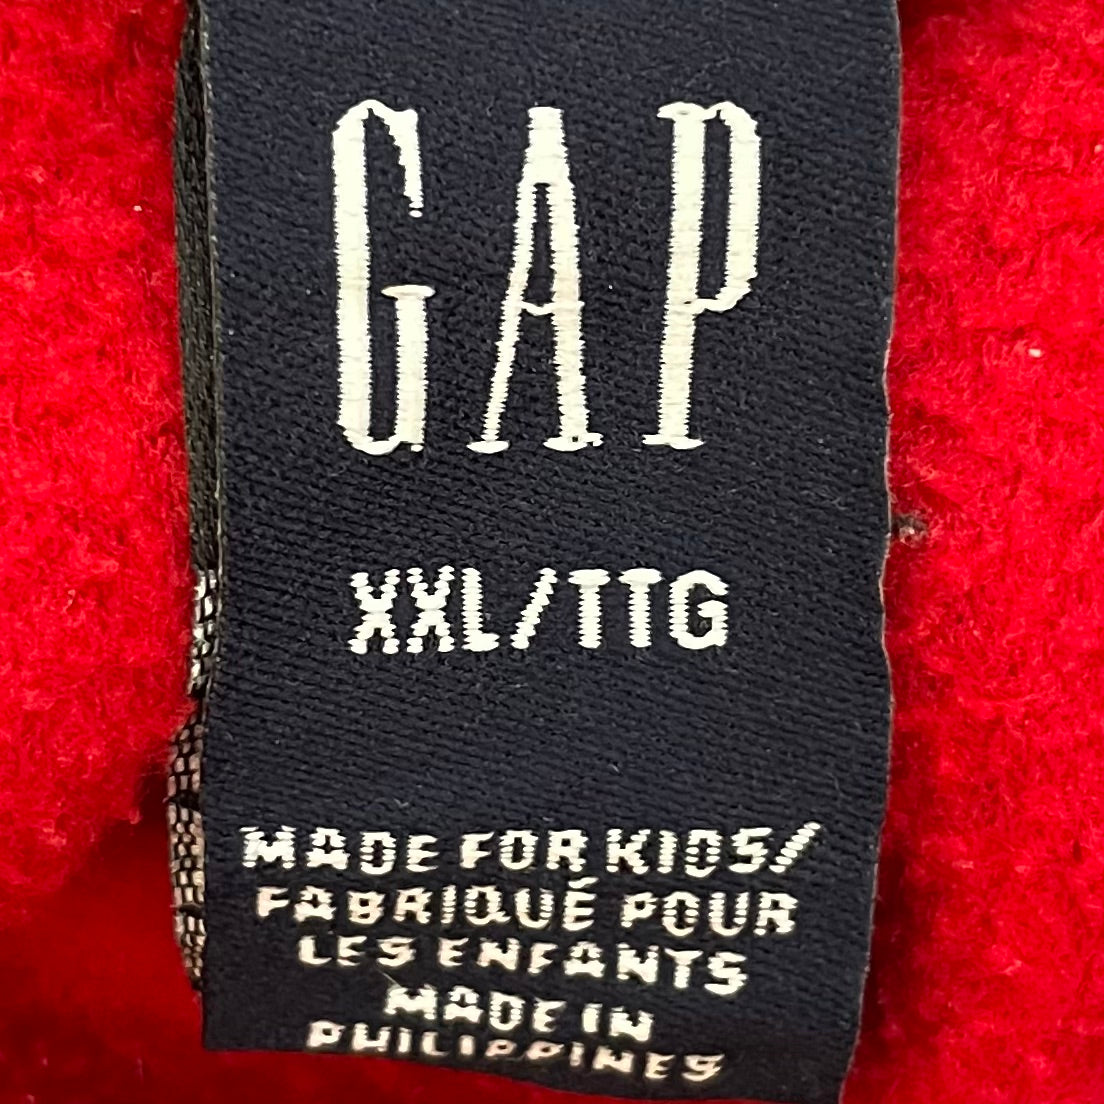 GAP
XXL/TTG
MADE FOR KIDS/
FABRIQUÉ POUR
LES ENFANTS
MADE IN
PHILIPPINES